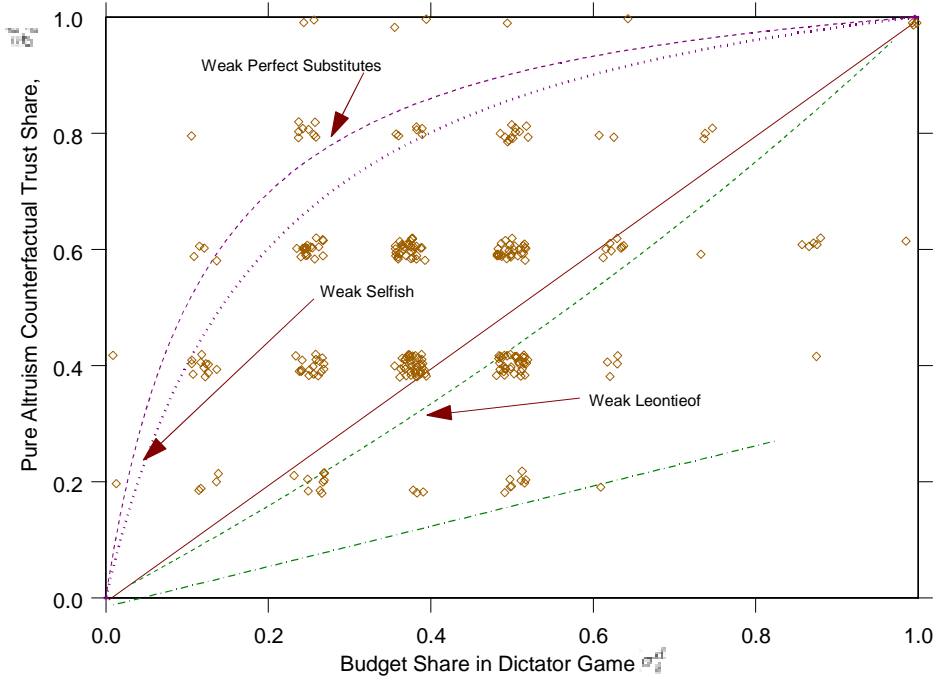 Pure Altruism Counterfactual Trust Share,
1.0
0.8
0.6
0.4
0.2
0.0
Weak Perfect Substitutes
Weak Selfish
Weak Leontieof
0.0 0.2 0.4 0.6 0.8 1.0
Budget Share in Dictator Game